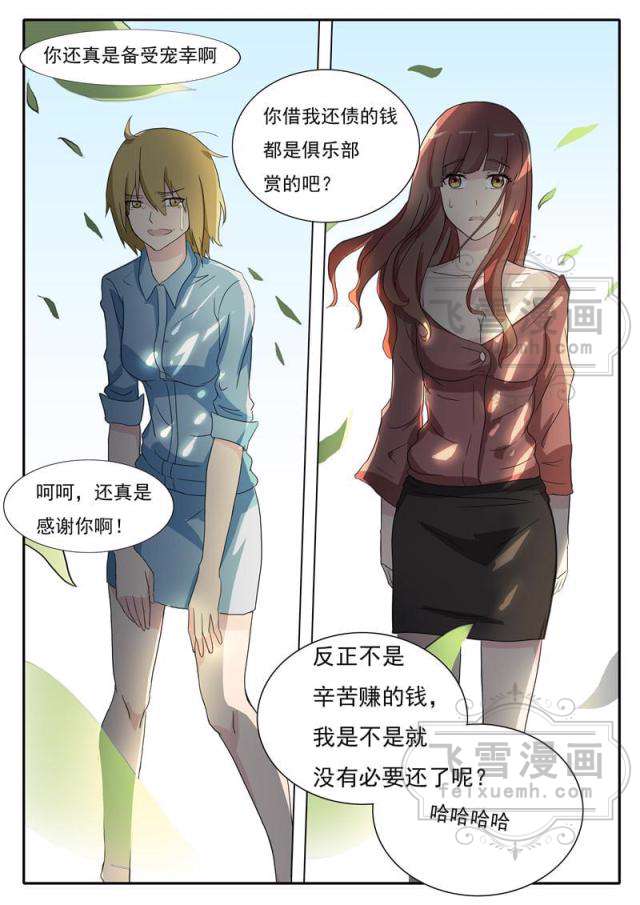 你还真是备受宠幸啊
你借我还债的钱
都是俱乐部
赏的吧？
呵呵，还真是
感谢你啊！
反正不是
辛苦赚的钱，
我是不是就
没有必要还了呢？
哈哈哈哈
飞雪漫画
feixuemh.com
飞雪漫画
feixuemh.com